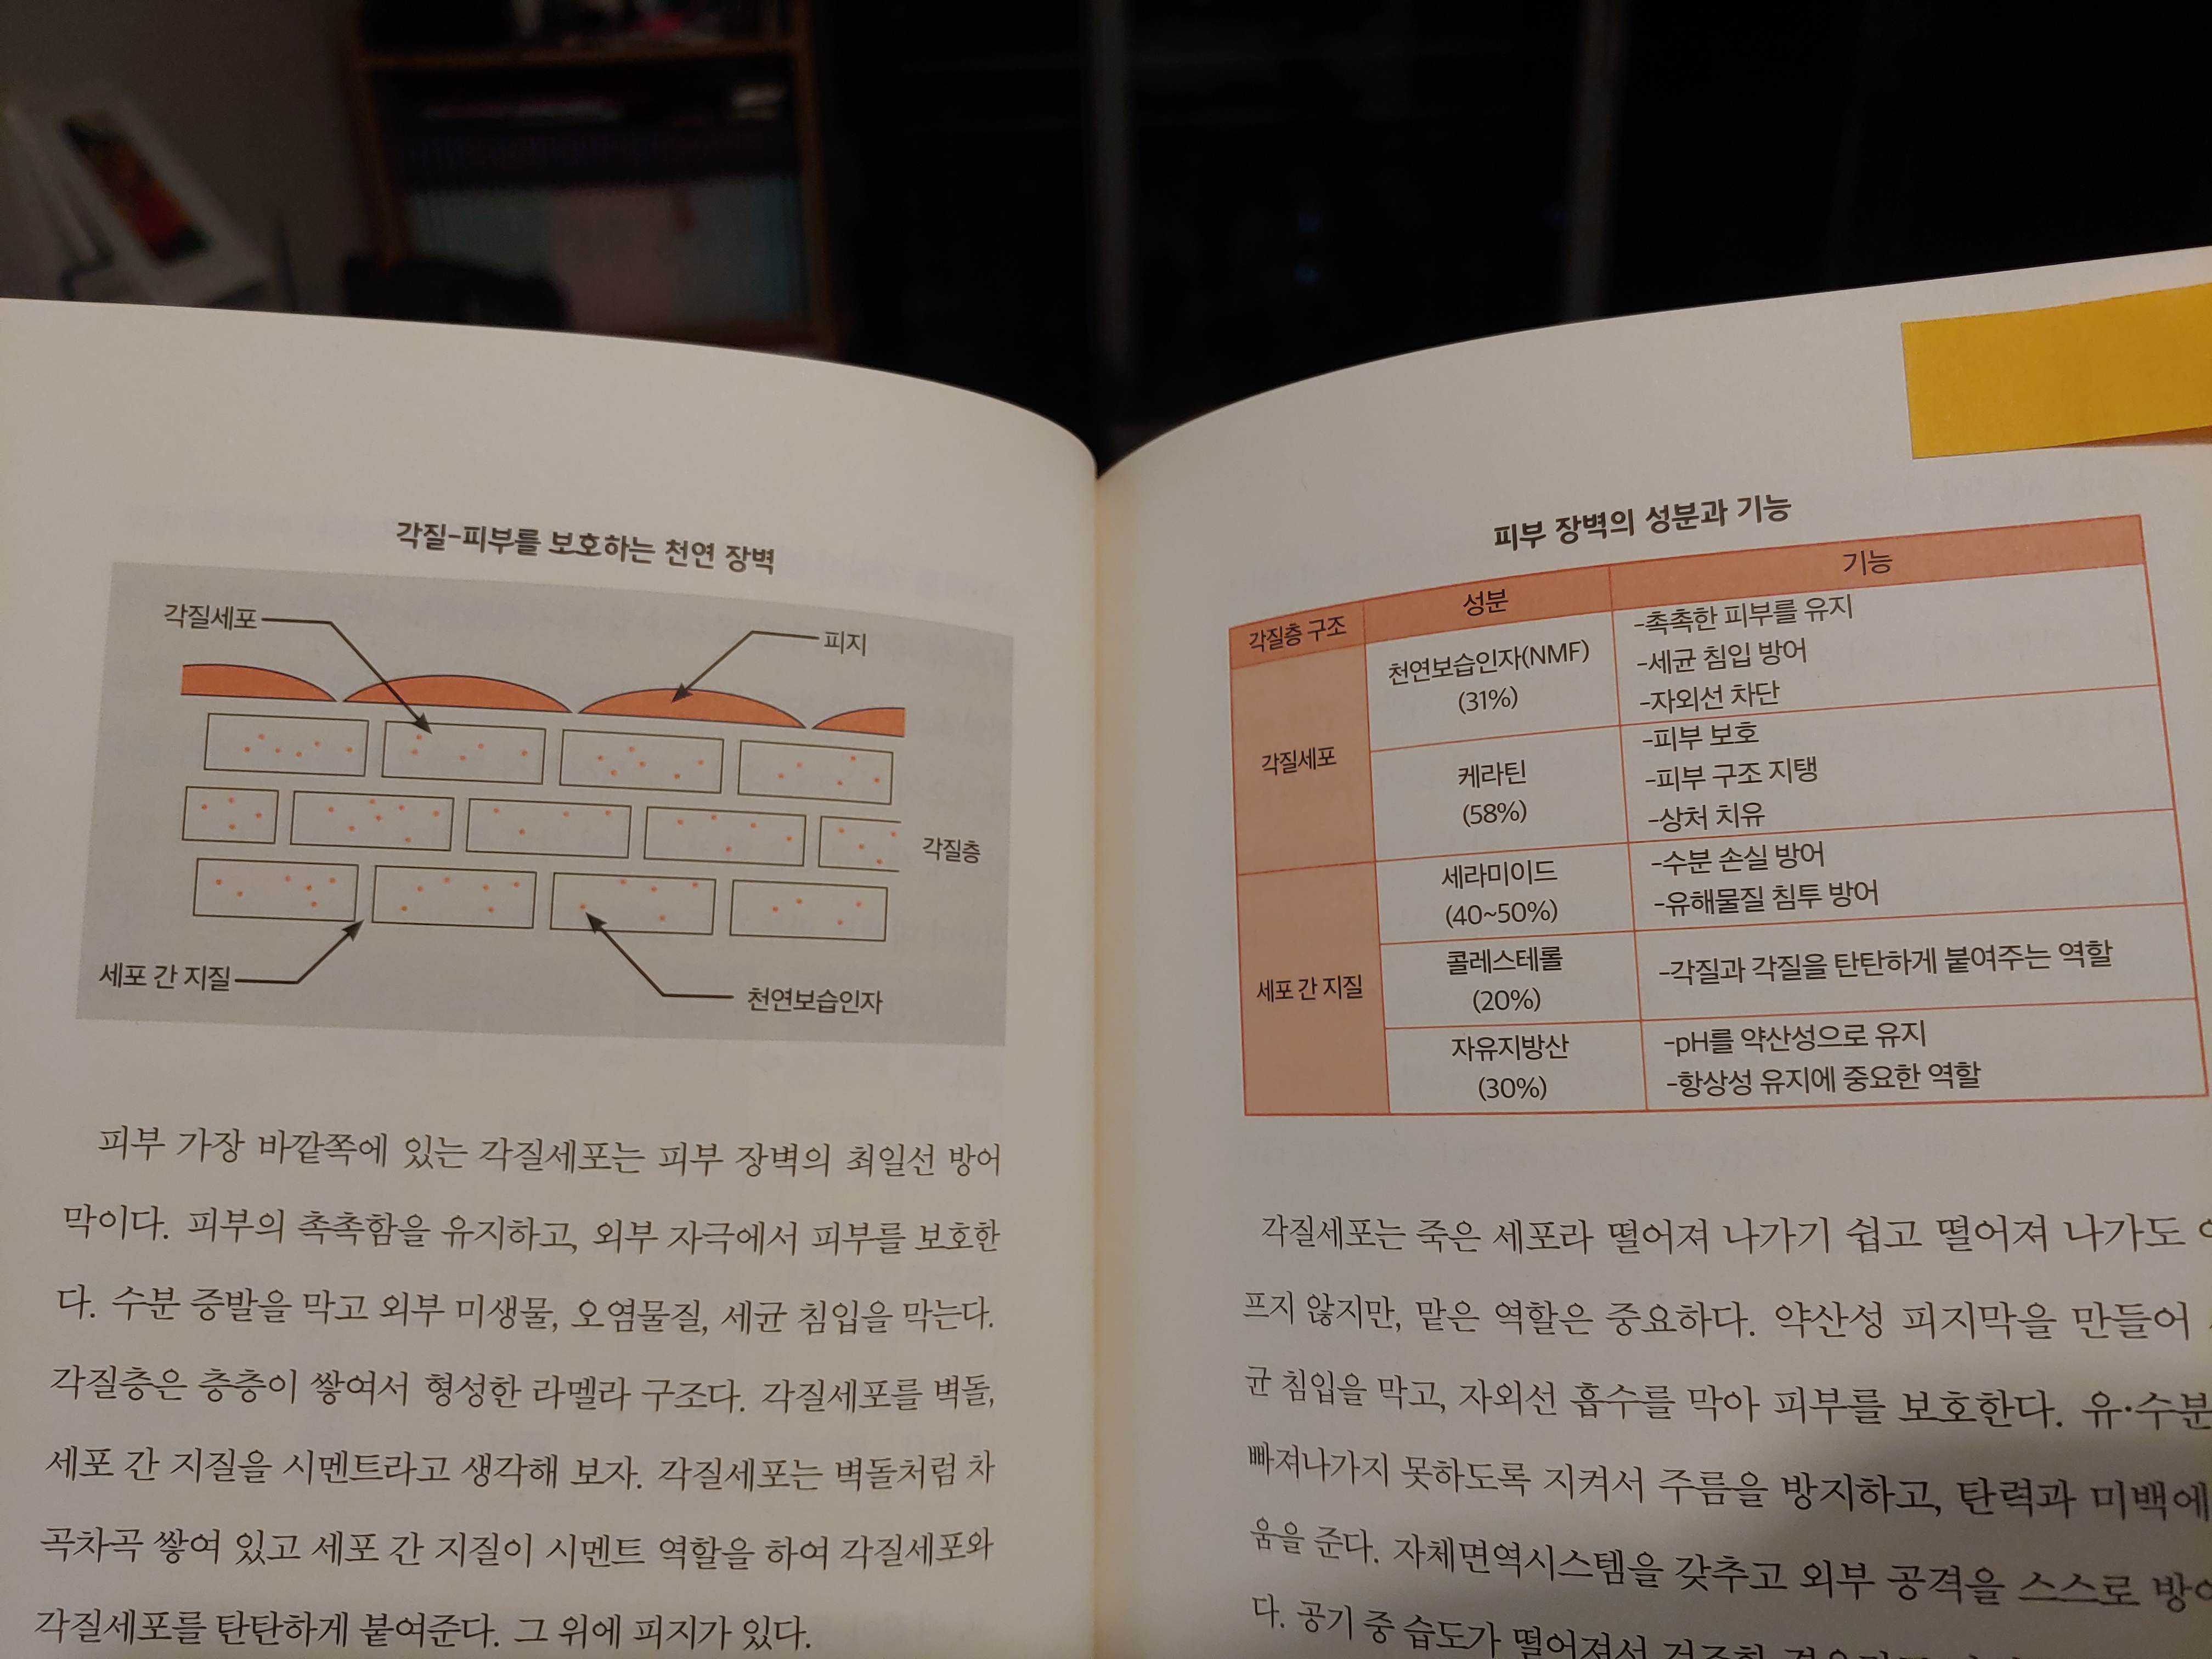 각질-피부를 보호하는 천연 장벽
각질세포
피지
각질층
세포 간 지질
천연보습인자
피부 가장 바깥쪽에 있는 각질세포는 피부 장벽의 최일선 방어
막이다. 피부의 촉촉함을 유지하고, 외부 자극에서 피부를 보호한
다. 수분 증발을 막고 외부 미생물, 오염물질, 세균 침입을 막는다.
각질층은 층층이 쌓여서 형성한 라멜라 구조다. 각질세포를 벽돌,
세포 간 지질을 시멘트라고 생각해 보자. 각질세포는 벽돌처럼 차
곡차곡 쌓여 있고 세포 간 지질이 시멘트 역할을 하여 각질세포와
각질세포를 탄탄하게 붙여준다. 그 위에 피지가 있다.
피부 장벽의 성분과 기능
각질층 구조 성분 기능
각질세포
천연보습인자(NMF)
(31%)
-촉촉한 피부를 유지
-세균 침입 방어
-자외선 차단
케라틴
(58%)
-피부 보호
-피부 구조 지탱
-상처 치유
세포 간 지질
세라미이드
(40~50%)
-수분 손실 방어
-유해물질 침투 방어
콜레스테롤
(20%)
-각질과 각질을 탄탄하게 붙여주는 역할
자유지방산
(30%)
-pH를 약산성으로 유지
-항상성 유지에 중요한 역할
각질세포는 죽은 세포라 떨어져 나가기 쉽고 떨어져 나가도
프지 않지만, 맡은 역할은 중요하다. 약산성 피지막을 만들어
균 침입을 막고, 자외선 흡수를 막아 피부를 보호한다. 유·수분
빠져나가지 못하도록 지켜서 주름을 방지하고, 탄력과 미백에
움을 준다. 자체면역시스템을 갖추고 외부 공격을 스스로
다. 공기 중 습도가 떨어져서